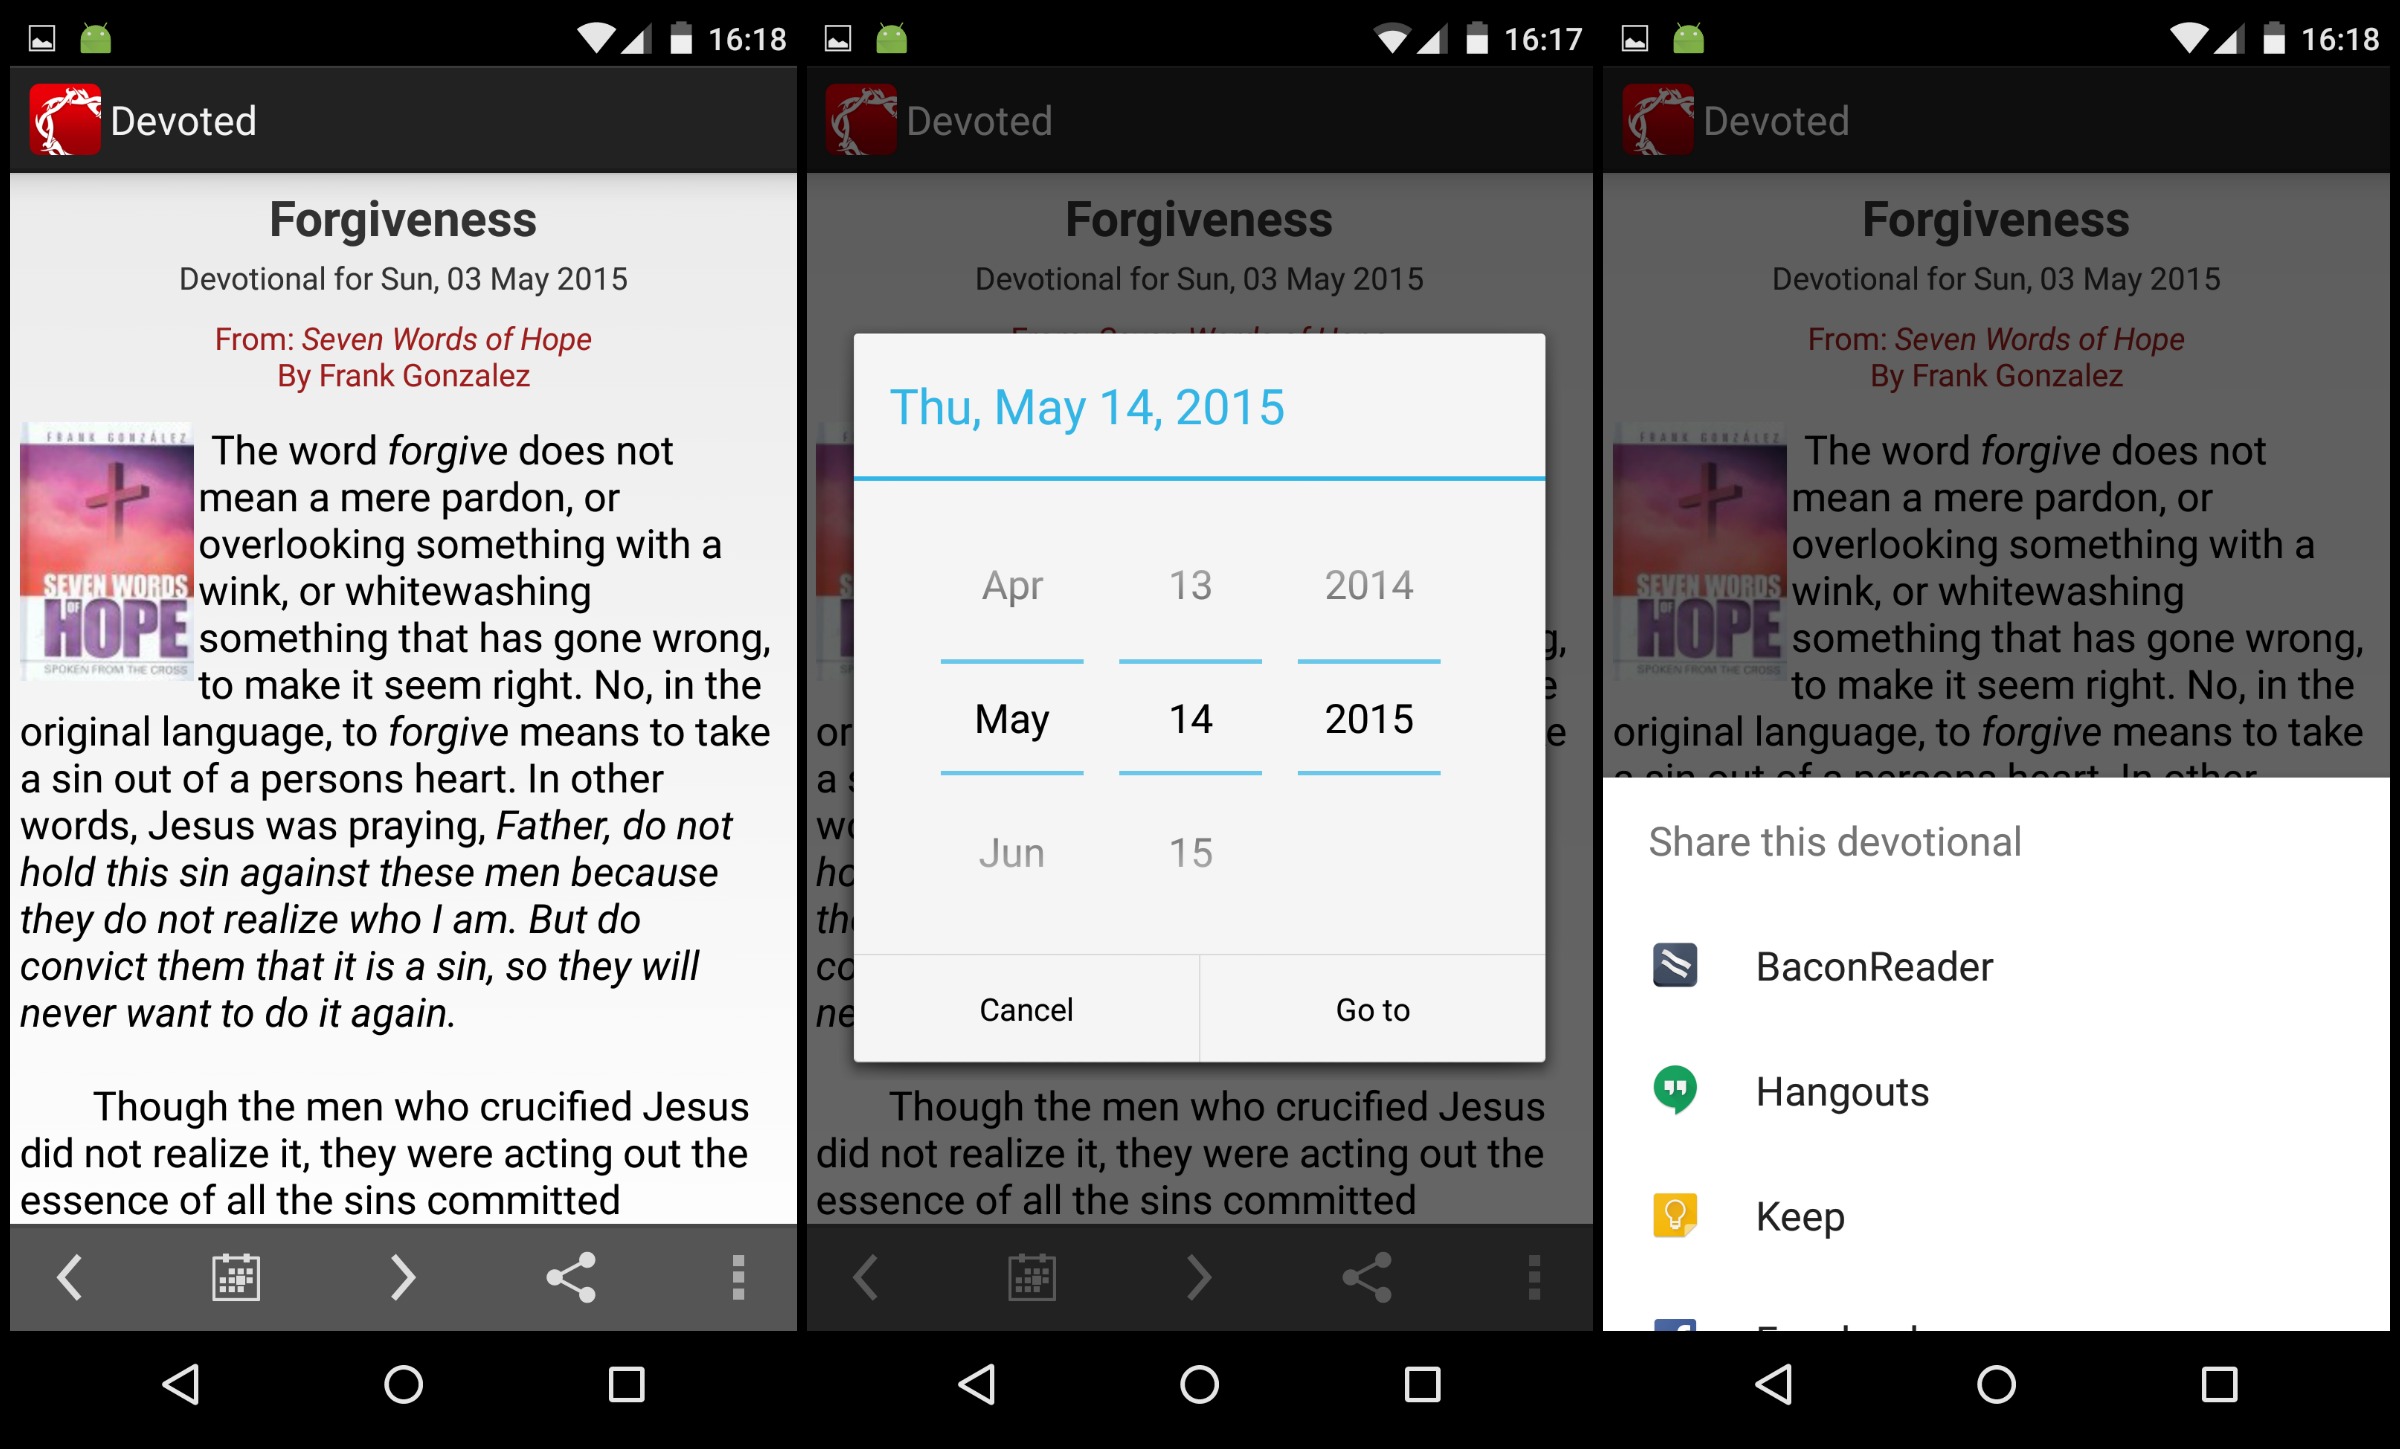 16:18
Devoted
Forgiveness
Devotional for Sun, 03 May 2015
From: Seven Words of Hope
By Frank Gonzalez
FRANK GONZÁLEZ
SEVEN WORDS
OF
HOPE
SPOKEN FROM THE CROSS
The word forgive does not
mean a mere pardon, or
overlooking something with a
wink, or whitewashing
something that has gone wrong,
to make it seem right. No, in the
original language, to forgive means to take
a sin out of a persons heart. In other
words, Jesus was praying, Father, do not
hold this sin against these men because
they do not realize who I am. But do
convict them that it is a sin, so they will
never want to do it again.
Though the men who crucified Jesus
did not realize it, they were acting out the
essence of all the sins committed
16:17
Devoted
Forgiveness
Devotional for Sun, 03 May 2015
Thu, May 14, 2015
Apr 13 2014
May 14 2015
Jun 15
Cancel Go to
Though the men who crucified Jesus
did not realize it, they were acting out the
essence of all the sins committed
16:18
Devoted
Forgiveness
Devotional for Sun, 03 May 2015
From: Seven Words of Hope
By Frank Gonzalez
FRANK GONZÁLEZ
SEVEN WORDS
OF
HOPE
SPOKEN FROM THE CROSS
The word forgive does not
mean a mere pardon, or
overlooking something with a
wink, or whitewashing
something that has gone wrong,
to make it seem right. No, in the
original language, to forgive means to take
a sin out of a persons heart. In other
Share this devotional
BaconReader
Hangouts
Keep